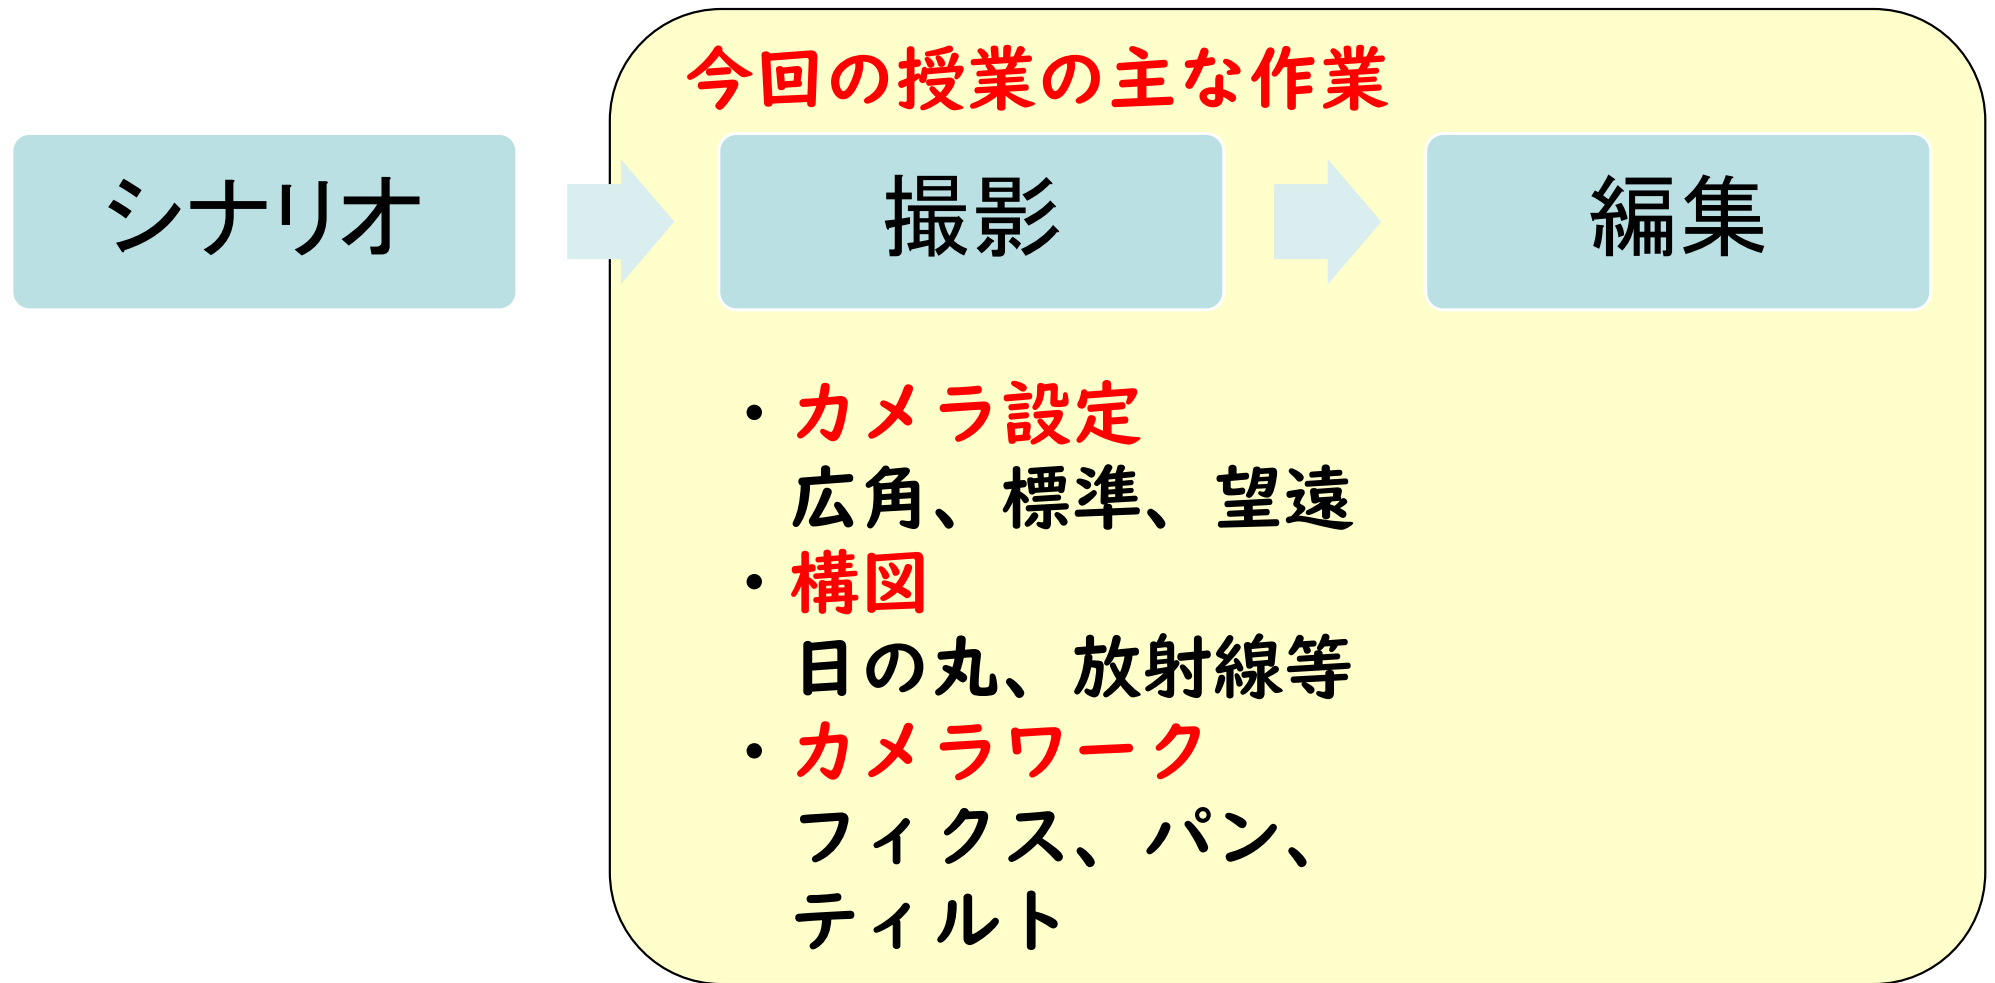 今回の授業の主な作業
シナリオ
撮影
編集
・カメラ設定
広角、標準、望遠
・構図
日の丸、放射線等
・カメラワーク
フィクス、パン、
ティルト